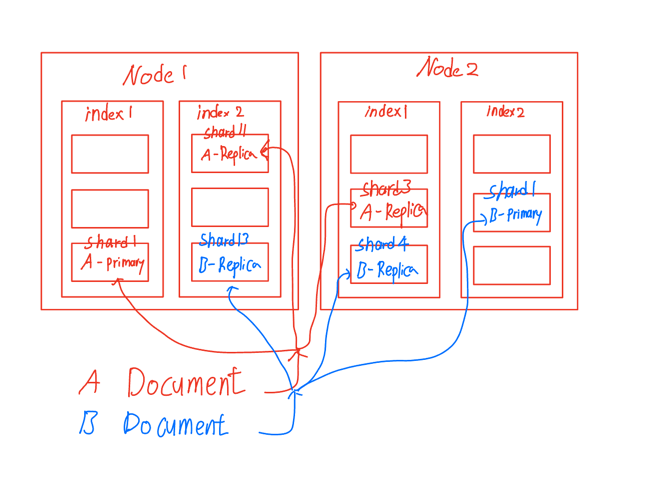 Node 1
index 1
index 2
shard 11
A-Replica
shard 1
A-primary
shard 13
B-Replica
Node 2
index 1
index 2
shard 3
A-Replica
shard 4
B-Replica
shard 1
B-primary
A Document
B Document